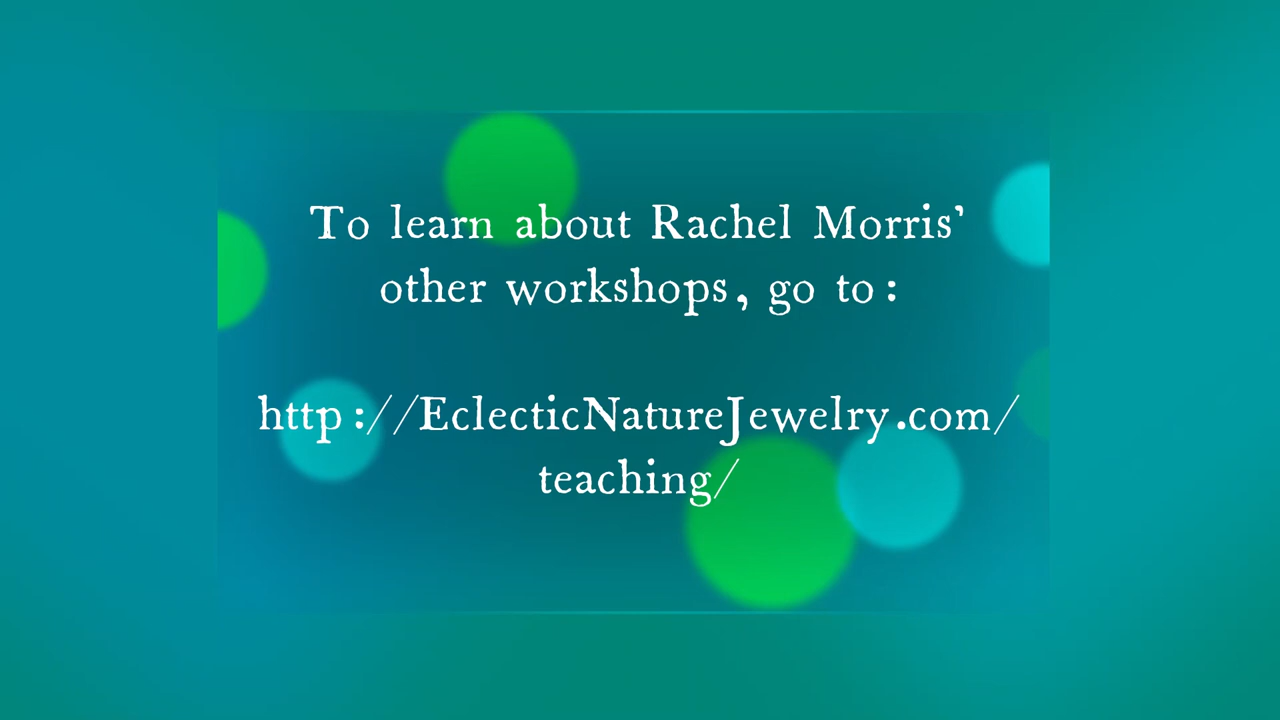 To learn about Rachel Morris’
other workshops, go to:
http://EclecticNatureJewelry.com/
teaching/